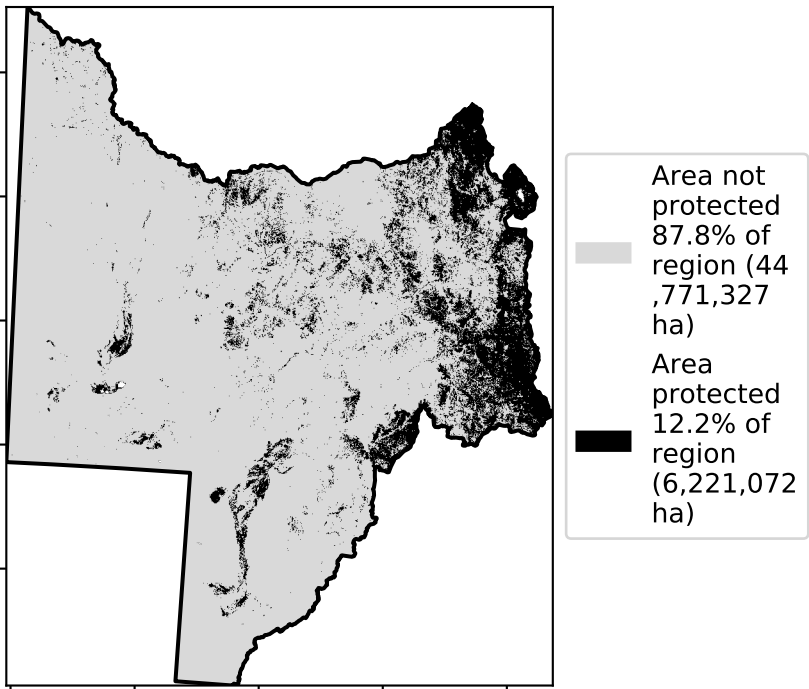 Area not
protected
87.8% of
region (44
,771,327
ha)
Area
protected
12.2% of
region
(6,221,072
ha)